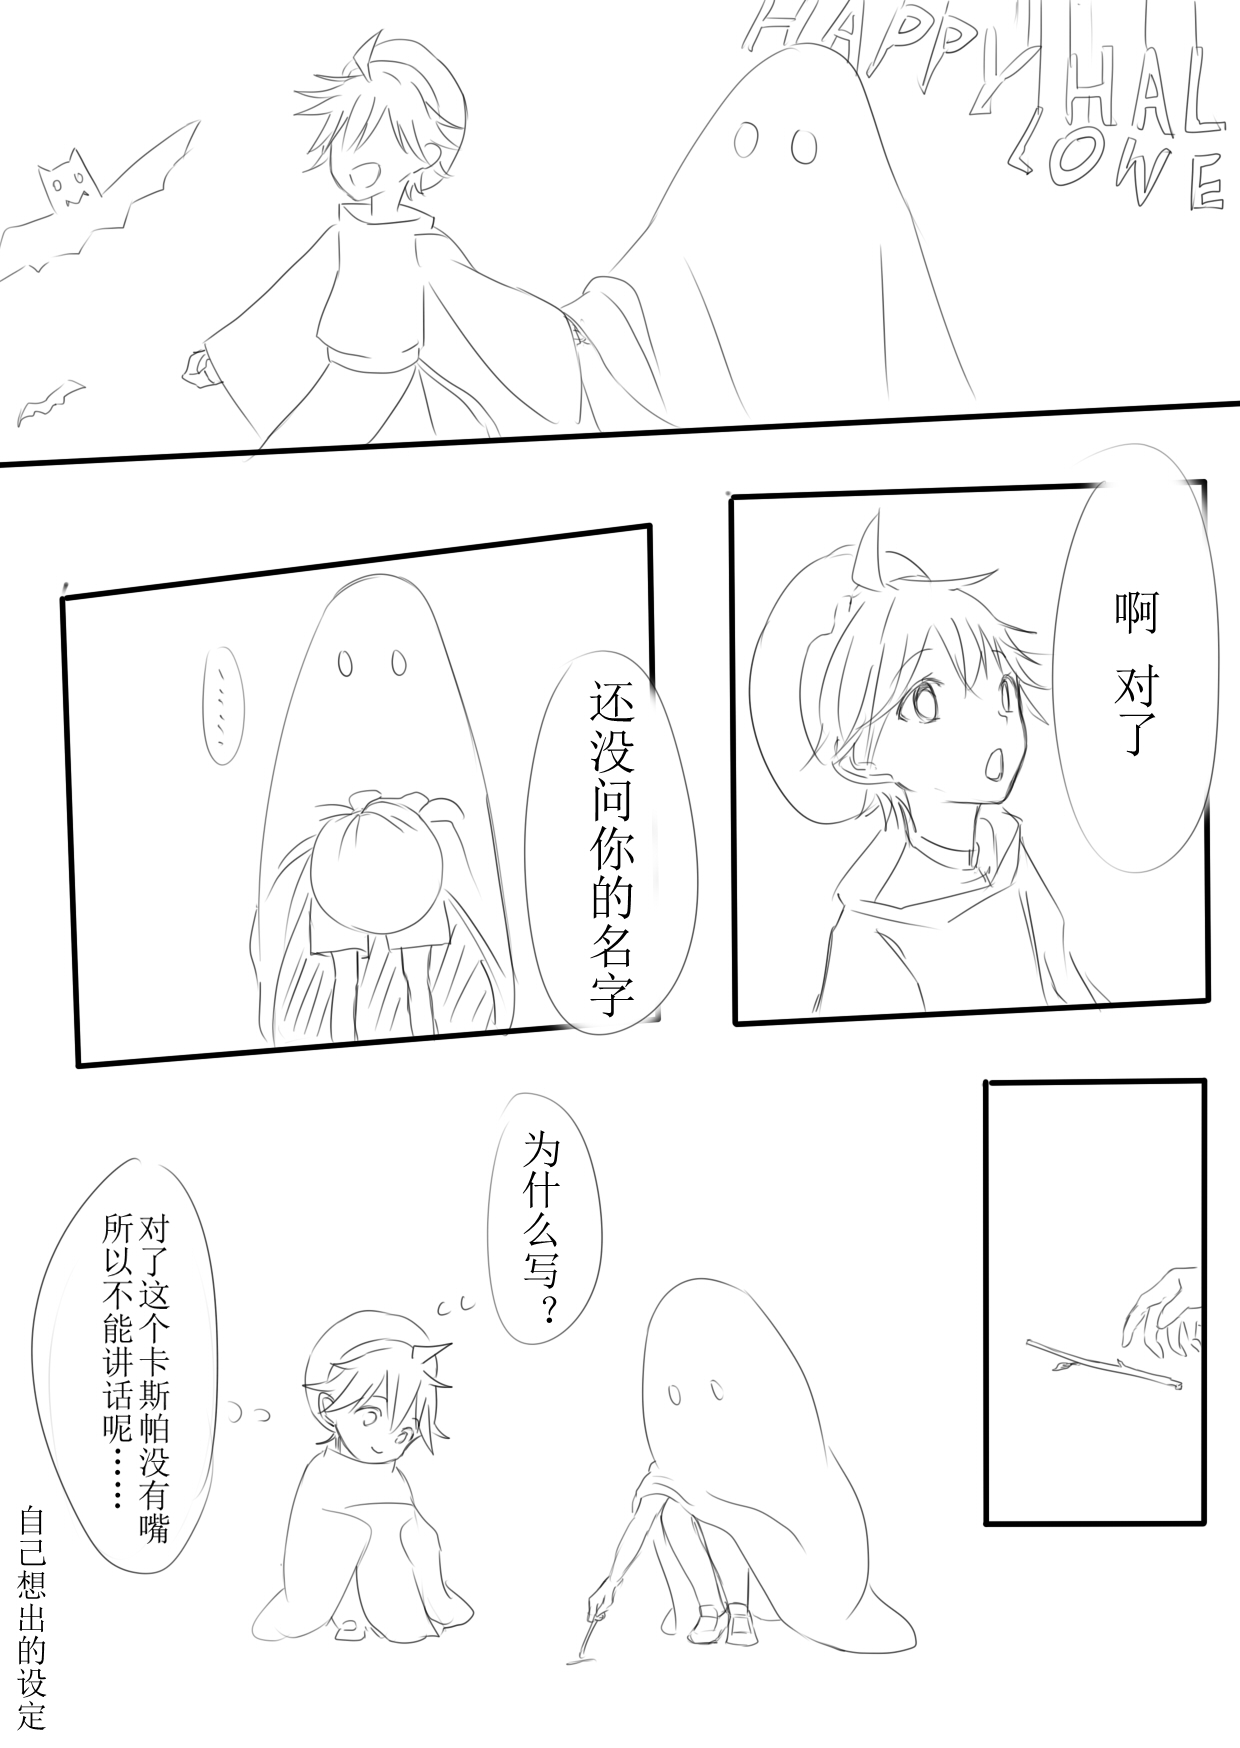 HAPPY HAL
LOWE
啊 对了
还没问你的名字
……
为什么写？
对了这个卡斯帕没有嘴
所以不能讲话呢……
自己想出的设定